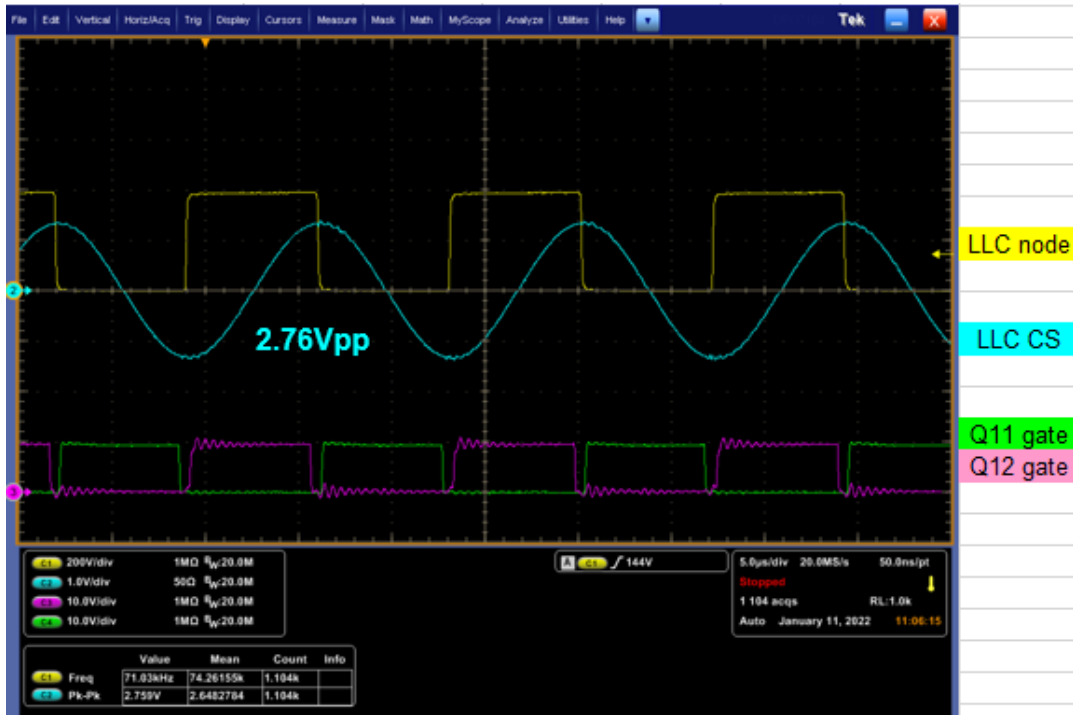 File Edit Vertical Horiz/Acq Trig Display Cursors Measure Mask Math MyScope Analyze Utilities Help Tek
LLC node
2
2.76Vpp
LLC CS
Q11 gate
Q12 gate
3
C1 200V/div 1MΩ BW:20.0M
C2 1.0V/div 50Ω BW:20.0M
C3 10.0V/div 1MΩ BW:20.0M
C4 10.0V/div 1MΩ BW:20.0M
A C1 144V
5.0µs/div 20.0MS/s 50.0ns/pt
Stopped
1 104 acqs RL:1.0k
Auto January 11, 2022 11:06:15
Value Mean Count Info
C1 Freq 71.03kHz 74.26155k 1.104k
C2 Pk-Pk 2.759V 2.6482784 1.104k